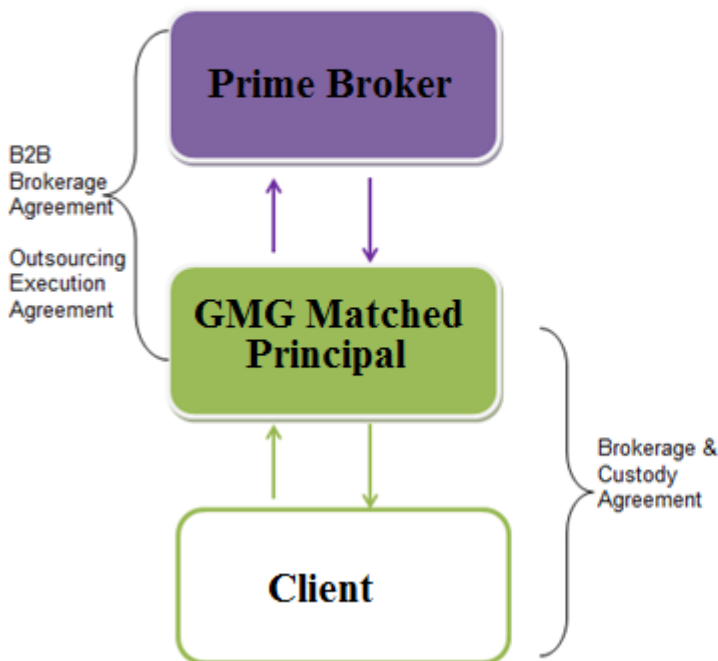 Prime Broker
B2B
Brokerage
Agreement
Outsourcing
Execution
Agreement
GMG Matched
Principal
Brokerage &
Custody
Agreement
Client